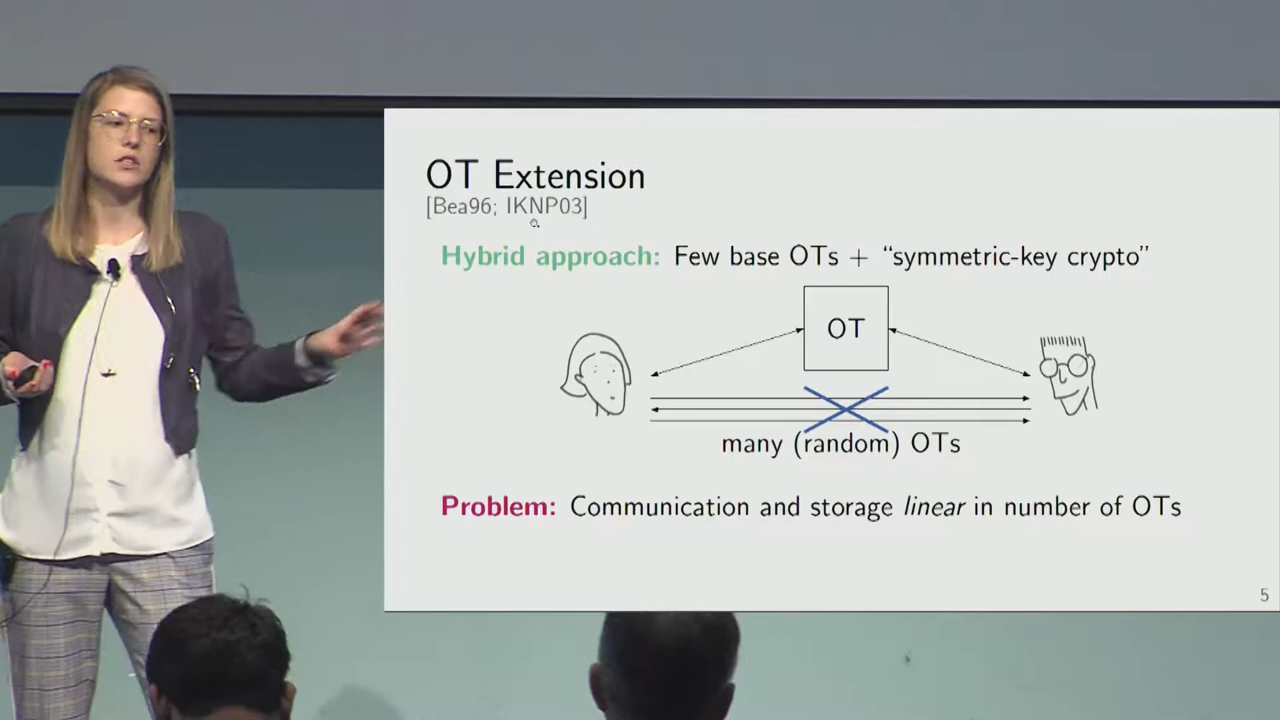 OT Extension
[Bea96; IKNP03]
Hybrid approach: Few base OTs + “symmetric-key crypto”
OT
many (random) OTs
Problem: Communication and storage linear in number of OTs
5